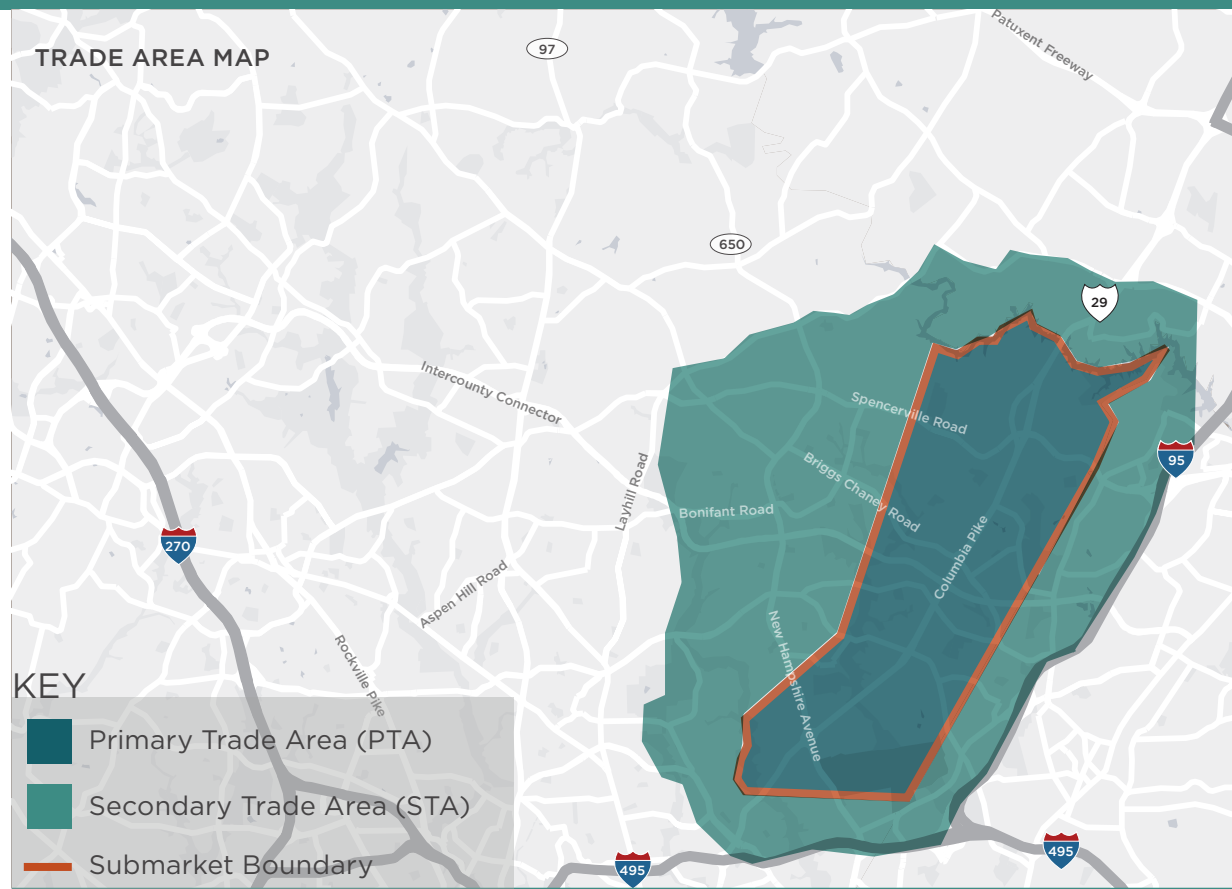 TRADE AREA MAP
97
Patuxent Freeway
650
29
Intercounty Connector
Spencerville Road
95
Briggs Chaney Road
Layhill Road
Bonifant Road
270
Columbia Pike
Aspen Hill Road
New Hampshire Avenue
Rockville Pike
KEY
Primary Trade Area (PTA)
Secondary Trade Area (STA)
Submarket Boundary
495
495